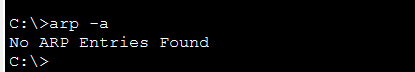 C:\>arp -a
No ARP Entries Found
C:\>